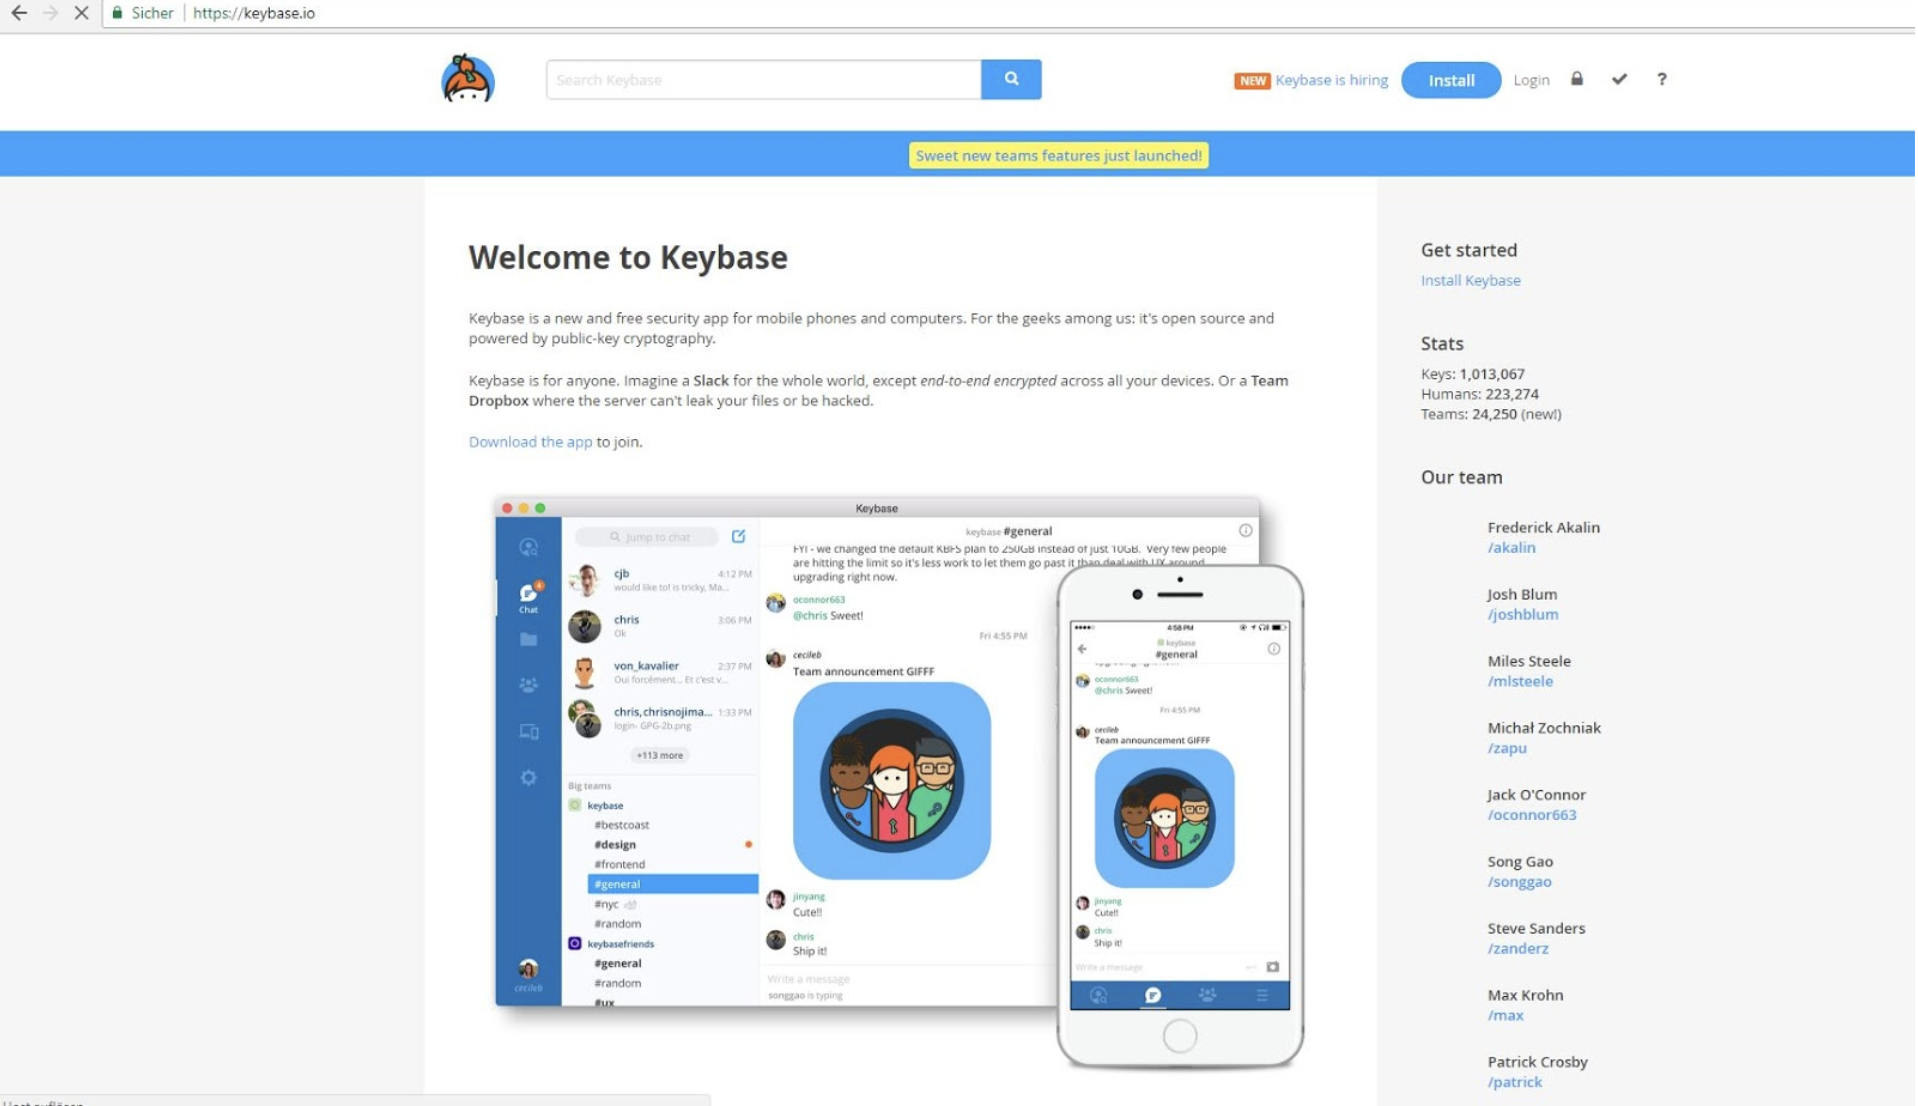 Sicher https://keybase.io
Search Keybase
NEW Keybase is hiring Install Login ?
Sweet new teams features just launched!
Welcome to Keybase
Keybase is a new and free security app for mobile phones and computers. For the geeks among us: it's open source and
powered by public-key cryptography.
Keybase is for anyone. Imagine a Slack for the whole world, except end-to-end encrypted across all your devices. Or a Team
Dropbox where the server can't leak your files or be hacked.
Download the app to join.
Keybase
Chat
4
cecileb
Jump to chat
cjb 4:12 PM
would like to! is tricky, Ma...
chris 3:06 PM
Ok
von_kavalier 2:37 PM
Oui forcément... Et c'est v...
chris,chrisnojima... 1:33 PM
login- GPG-2b.png
+113 more
Big teams
keybase
#bestcoast
#design
#frontend
#general
#nyc
#random
keybasefriends
#general
#random
#ux
keybase #general
FYI - we changed the default KBFS plan to 250GB instead of just 10GB. Very few people
are hitting the limit so it's less work to let them go past it than deal with UX around
upgrading right now.
oconnor663
@chris Sweet!
Fri 4:55 PM
cecileb
Team announcement GIFFF
jinyang
Cute!!
chris
Ship it!
Write a message
songgao is typing
4:58 PM
keybase
#general
oconnor663
@chris Sweet!
Fri 4:55 PM
cecileb
Team announcement GIFFF
jinyang
Cute!!
chris
Ship it!
Write a message
Get started
Install Keybase
Stats
Keys: 1,013,067
Humans: 223,274
Teams: 24,250 (new!)
Our team
Frederick Akalin
/akalin
Josh Blum
/joshblum
Miles Steele
/mlsteele
Michał Zochniak
/zapu
Jack O'Connor
/oconnor663
Song Gao
/songgao
Steve Sanders
/zanderz
Max Krohn
/max
Patrick Crosby
/patrick